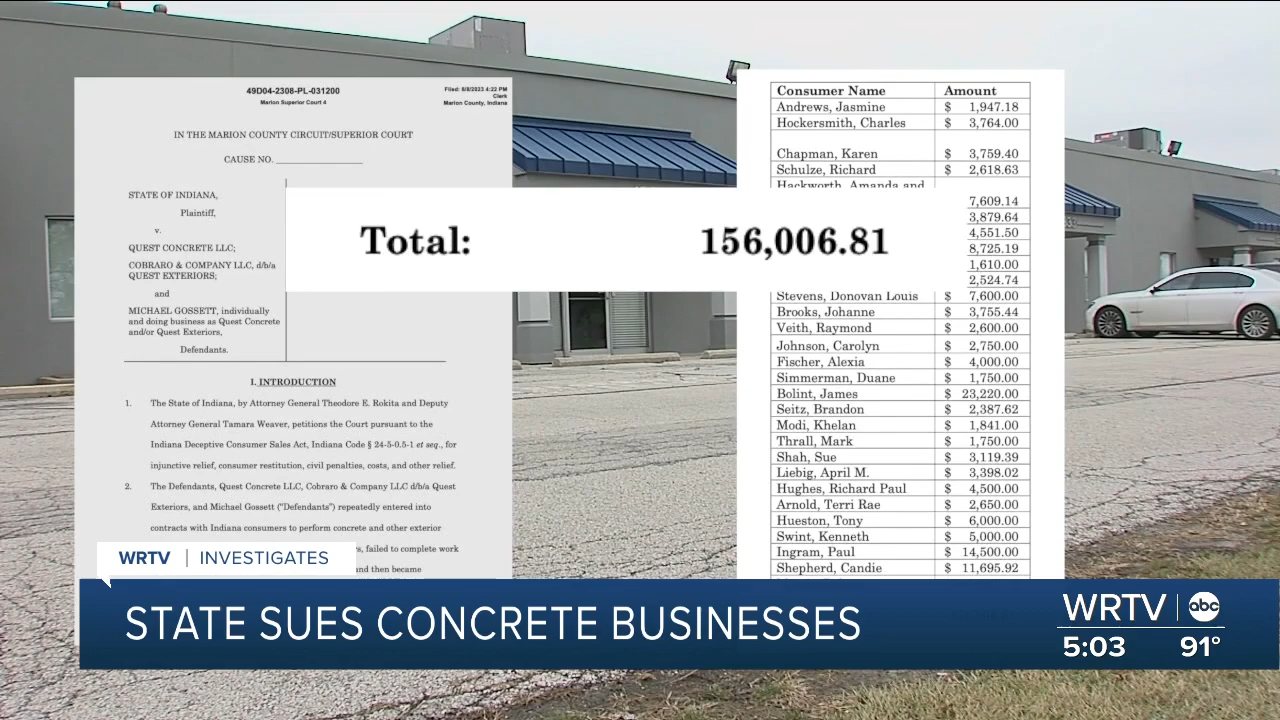 49D04-2308-PL-031200
Marion Superior Court 4
Filed: 8/8/2023 4:22 PM
Clerk
Marion County, Indiana
IN THE MARION COUNTY CIRCUIT/SUPERIOR COURT
CAUSE NO. ________________
STATE OF INDIANA,
Plaintiff,
v.
QUEST CONCRETE LLC;
COBRARO & COMPANY LLC, d/b/a
QUEST EXTERIORS;
and
MICHAEL GOSSETT, individually
and doing business as Quest Concrete
and/or Quest Exteriors,
Defendants.
I. INTRODUCTION
1. The State of Indiana, by Attorney General Theodore E. Rokita and Deputy
Attorney General Tamara Weaver, petitions the Court pursuant to the
Indiana Deceptive Consumer Sales Act, Indiana Code § 24-5-0.5-1 et seq., for
injunctive relief, consumer restitution, civil penalties, costs, and other relief.
2. The Defendants, Quest Concrete LLC, Cobraro & Company LLC d/b/a Quest
Exteriors, and Michael Gossett ("Defendants") repeatedly entered into
contracts with Indiana consumers to perform concrete and other exterior
failed to complete work
and then became
Consumer Name Amount
Andrews, Jasmine $ 1,947.18
Hockersmith, Charles $ 3,764.00
Chapman, Karen $ 3,759.40
Schulze, Richard $ 2,618.63
Hackworth, Amanda and
7,609.14
3,879.64
4,551.50
8,725.19
1,610.00
2,524.74
Total: 156,006.81
Stevens, Donovan Louis $ 7,600.00
Brooks, Johanne $ 3,755.44
Veith, Raymond $ 2,600.00
Johnson, Carolyn $ 2,750.00
Fischer, Alexia $ 4,000.00
Simmerman, Duane $ 1,750.00
Bolint, James $ 23,220.00
Seitz, Brandon $ 2,387.62
Modi, Khelan $ 1,841.00
Thrall, Mark $ 1,750.00
Shah, Sue $ 3,119.39
Liebig, April M. $ 3,398.02
Hughes, Richard Paul $ 4,500.00
Arnold, Terri Rae $ 2,650.00
Hueston, Tony $ 6,000.00
Swint, Kenneth $ 5,000.00
Ingram, Paul $ 14,500.00
Shepherd, Candie $ 11,695.92
WRTV | INVESTIGATES
STATE SUES CONCRETE BUSINESSES
WRTV | abc
5:03 91°